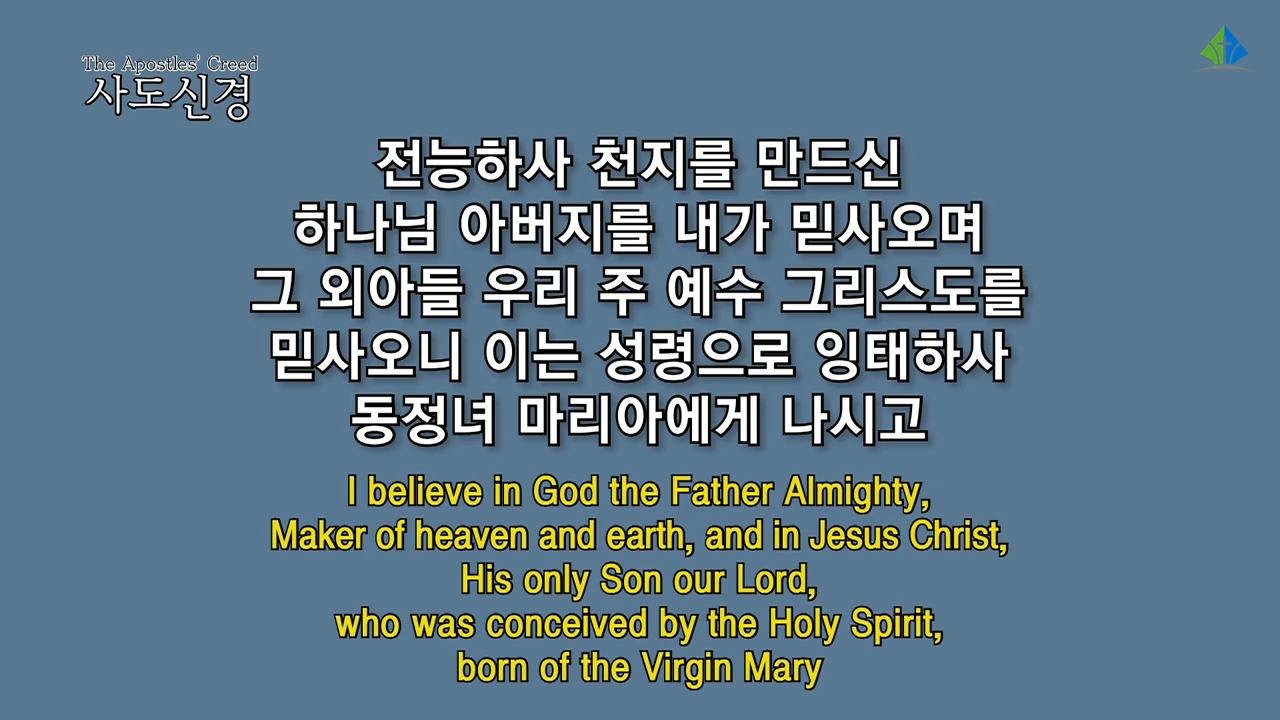 The Apostles' Creed
사도신경
전능하사 천지를 만드신
하나님 아버지를 내가 믿사오며
그 외아들 우리 주 예수 그리스도를
믿사오니 이는 성령으로 잉태하사
동정녀 마리아에게 나시고
I believe in God the Father Almighty,
Maker of heaven and earth, and in Jesus Christ,
His only Son our Lord,
who was conceived by the Holy Spirit,
born of the Virgin Mary